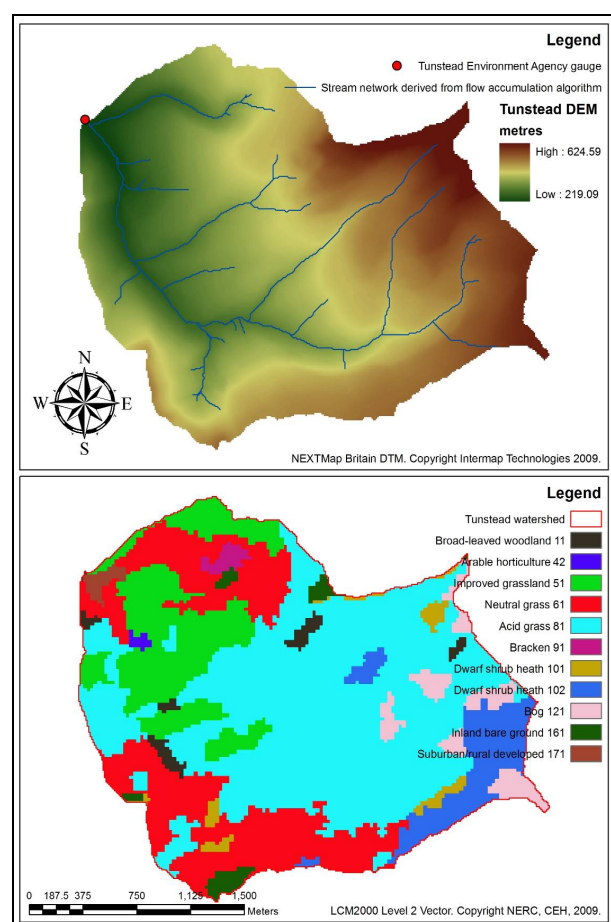 Legend
Tunstead Environment Agency gauge
Stream network derived from flow accumulation algorithm
Tunstead DEM
metres
High : 624.59
Low : 219.09
N
W E
S
NEXTMap Britain DTM. Copyright Intermap Technologies 2009.
Legend
Tunstead watershed
Broad-leaved woodland 11
Arable horticulture 42
Improved grassland 51
Neutral grass 61
Acid grass 81
Bracken 91
Dwarf shrub heath 101
Dwarf shrub heath 102
Bog 121
Inland bare ground 161
Suburban/rural developed 171
0 187.5 375 750 1,125 1,500
Meters
LCM2000 Level 2 Vector. Copyright NERC, CEH, 2009.